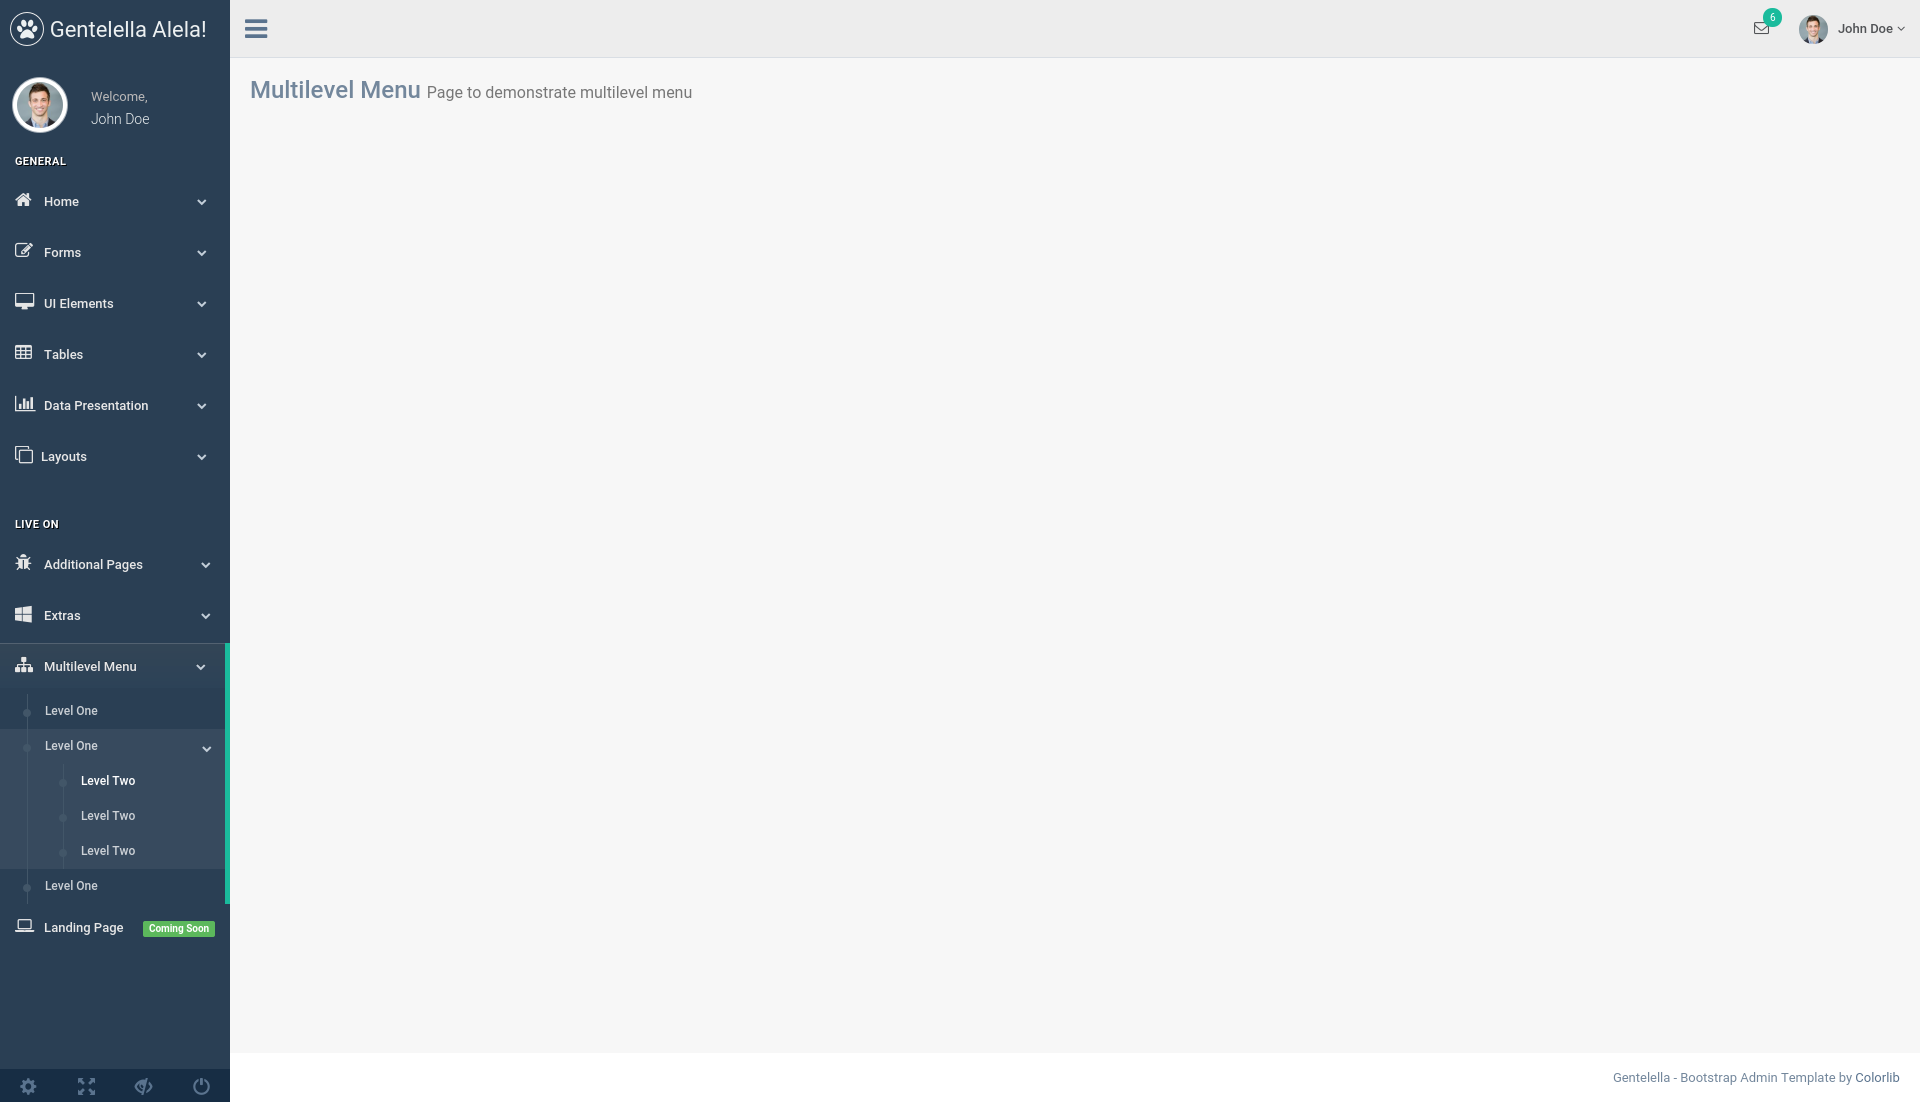 Gentelella Alela!
Welcome,
John Doe
GENERAL
Home
Forms
UI Elements
Tables
Data Presentation
Layouts
LIVE ON
Additional Pages
Extras
Multilevel Menu
Level One
Level One
Level Two
Level Two
Level Two
Level One
Landing Page Coming Soon
6
John Doe
Multilevel Menu Page to demonstrate multilevel menu
Gentelella - Bootstrap Admin Template by Colorlib